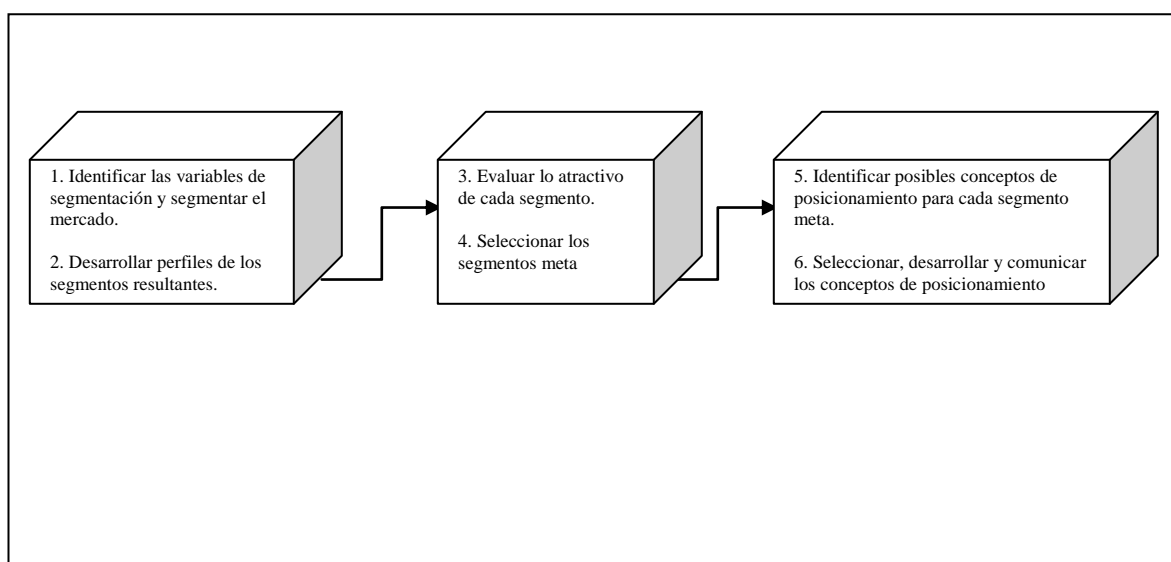 1. Identificar las variables de
segmentación y segmentar el
mercado.
2. Desarrollar perfiles de los
segmentos resultantes.
3. Evaluar lo atractivo
de cada segmento.
4. Seleccionar los
segmentos meta
5. Identificar posibles conceptos de
posicionamiento para cada segmento
meta.
6. Seleccionar, desarrollar y comunicar
los conceptos de posicionamiento